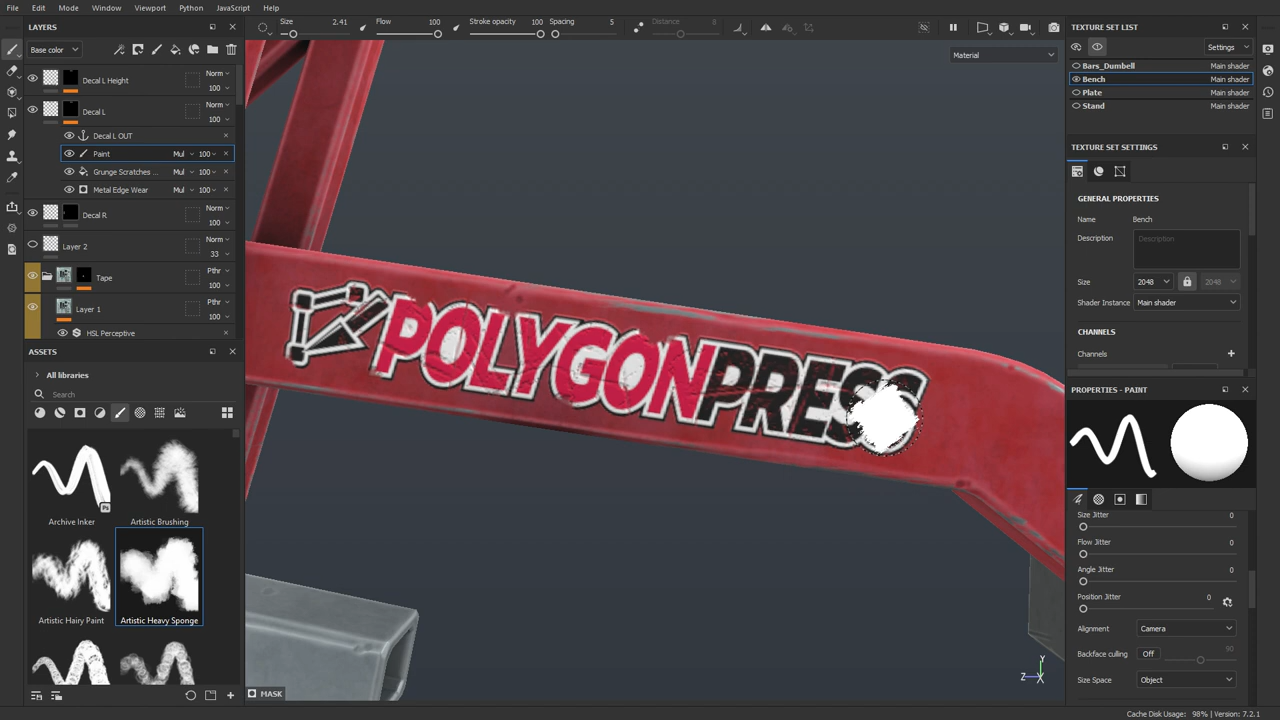 File Edit Mode Window Viewport Python JavaScript Help
LAYERS
Size 2.41 Flow 100 Stroke opacity 100 Spacing 5 Distance 8
TEXTURE SET LIST
Base color
Settings
Material
Decal L Height Norm 100
Bars_Dumbell Main shader
Bench Main shader
Plate Main shader
Stand Main shader
Decal L Norm 100
Decal L OUT
Paint Mul 100
Grunge Scratches ... Mul 100
Metal Edge Wear Mul 100
Decal R Norm 100
Layer 2 Norm 33
Tape Pthr 100
Layer 1 Pthr 100
HSL Perceptive
TEXTURE SET SETTINGS
GENERAL PROPERTIES
Name Bench
Description Description
Size 2048 2048
Shader Instance Main shader
CHANNELS
Channels
POLYGONPRESS
ASSETS
All libraries
Search
Archive Inker
Artistic Brushing
Artistic Hairy Paint
Artistic Heavy Sponge
PROPERTIES - PAINT
Size Jitter 0
Flow Jitter 0
Angle Jitter 0
Position Jitter 0
Alignment Camera
Backface culling Off 90
Size Space Object
Y
Z X
MASK
Ps
Cache Disk Usage: 98% | Version: 7.2.1